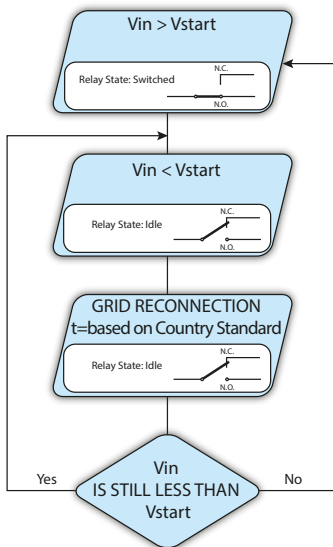 Vin > Vstart
N.C.
Relay State: Switched
N.O.
Vin < Vstart
N.C.
Relay State: Idle
N.O.
GRID RECONNECTION
t=based on Country Standard
N.C.
Relay State: Idle
N.O.
Yes
Vin
IS STILL LESS THAN
Vstart
No